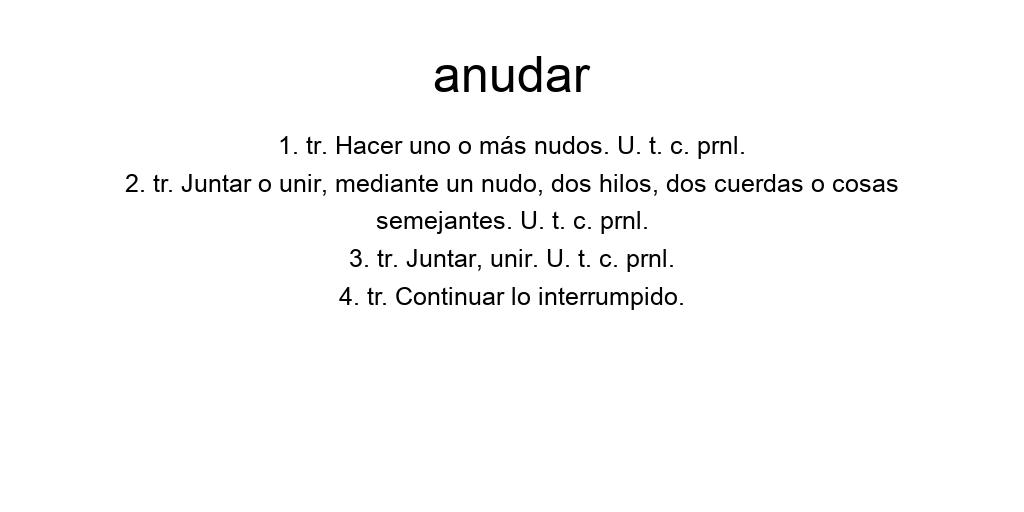 anudar
1. tr. Hacer uno o más nudos. U. t. c. prnl.
2. tr. Juntar o unir, mediante un nudo, dos hilos, dos cuerdas o cosas
semejantes. U. t. c. prnl.
3. tr. Juntar, unir. U. t. c. prnl.
4. tr. Continuar lo interrumpido.